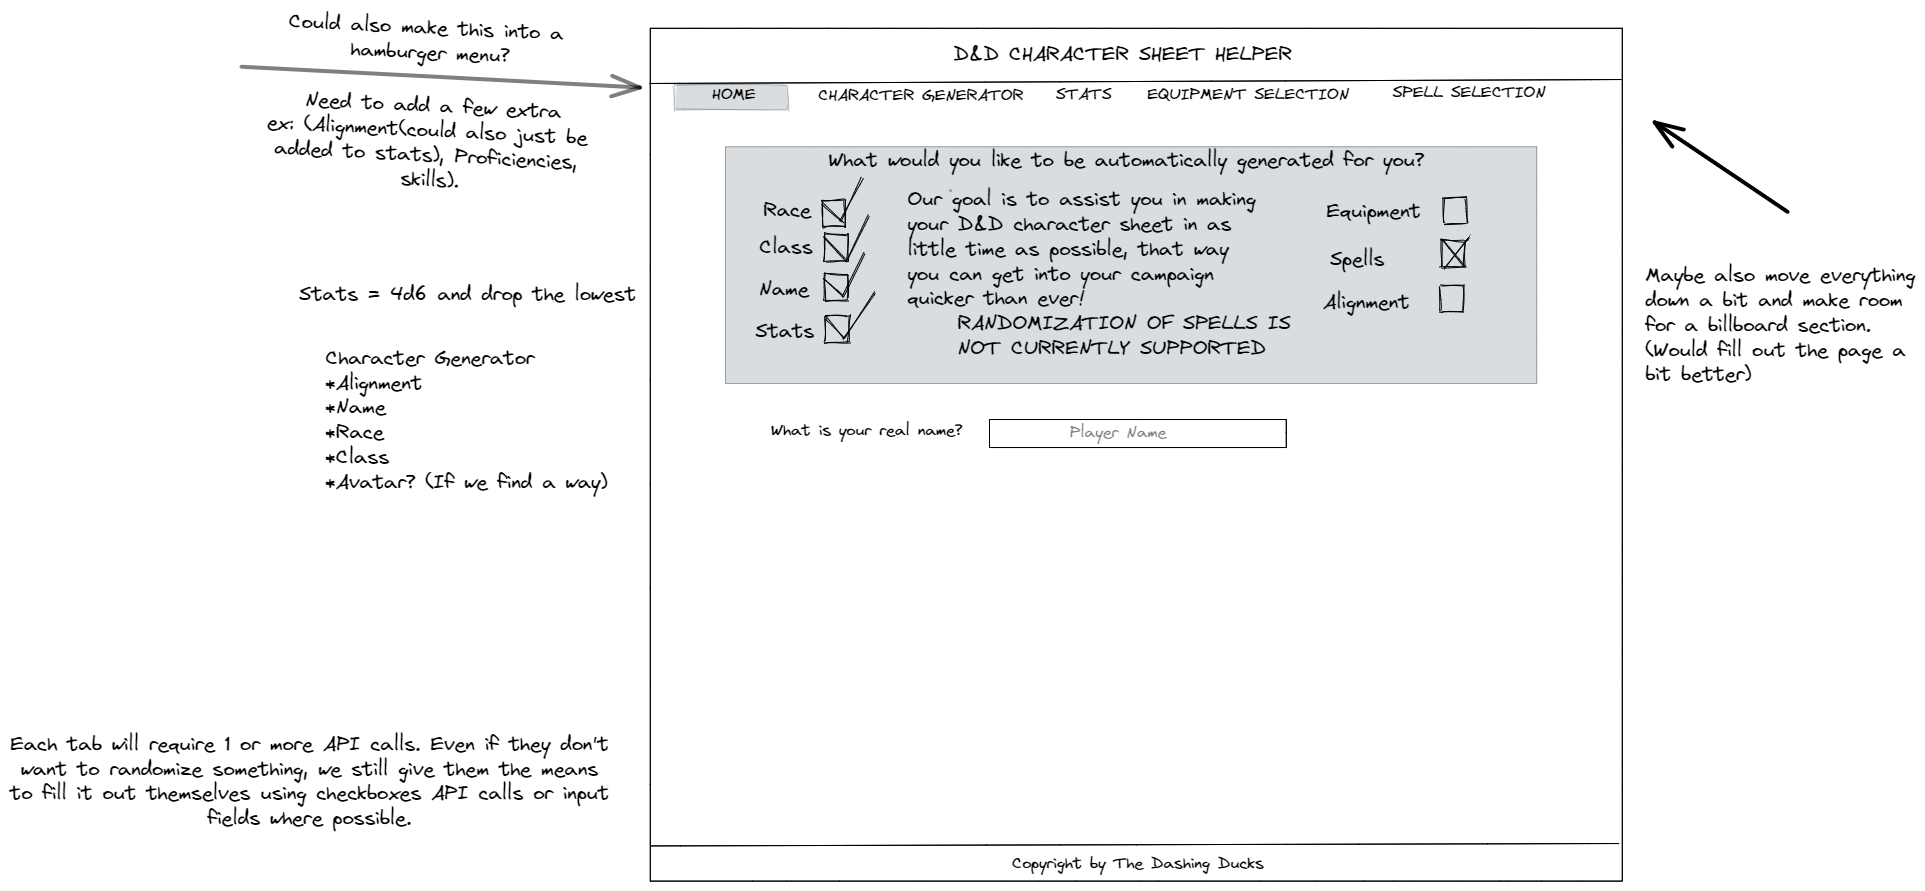 Could also make this into a
hamburger menu?
Need to add a few extra
ex: (Alignment(could also just be
added to stats), Proficiencies,
skills).
Stats = 4d6 and drop the lowest
Character Generator
*Alignment
*Name
*Race
*Class
*Avatar? (If we find a way)
Each tab will require 1 or more API calls. Even if they don't
want to randomize something, we still give them the means
to fill it out themselves using checkboxes API calls or input
fields where possible.
D&D CHARACTER SHEET HELPER
HOME CHARACTER GENERATOR STATS EQUIPMENT SELECTION SPELL SELECTION
What would you like to be automatically generated for you?
Race
Class
Name
Stats
Our goal is to assist you in making
your D&D character sheet in as
little time as possible, that way
you can get into your campaign
quicker than ever!
RANDOMIZATION OF SPELLS IS
NOT CURRENTLY SUPPORTED
Equipment
Spells
Alignment
What is your real name? Player Name
Copyright by The Dashing Ducks
Maybe also move everything
down a bit and make room
for a billboard section.
(Would fill out the page a
bit better)